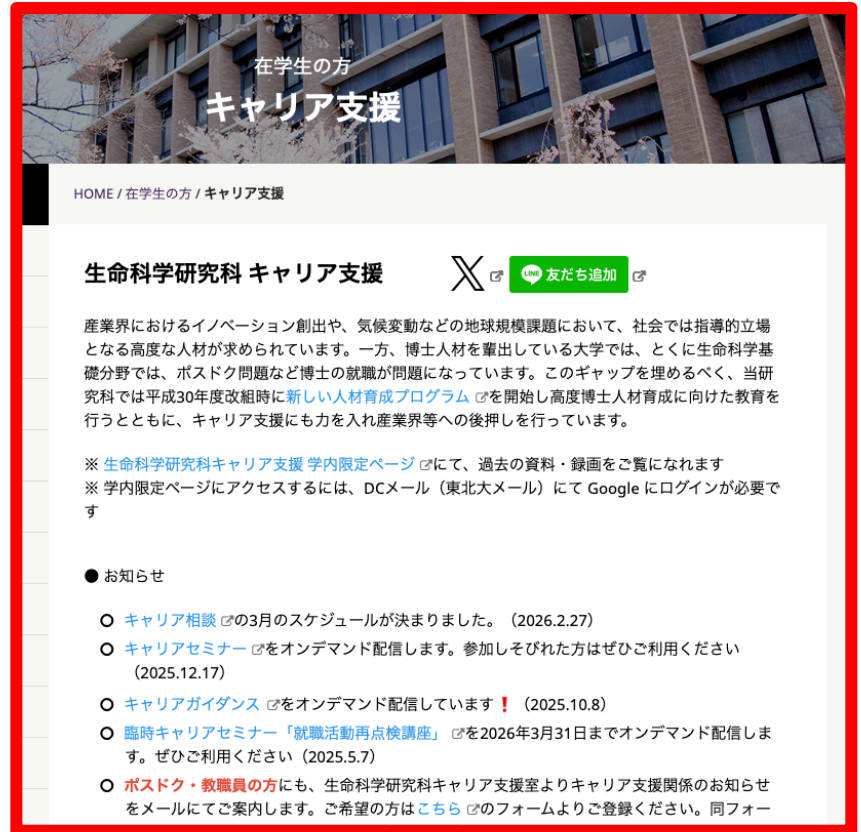 在学生の方
キャリア支援
HOME / 在学生の方 / キャリア支援
生命科学研究科 キャリア支援
LINE 友だち追加
産業界におけるイノベーション創出や、気候変動などの地球規模課題において、社会では指導的立場
となる高度な人材が求められています。一方、博士人材を輩出している大学では、とくに生命科学基
礎分野では、ポスドク問題など博士の就職が問題になっています。このギャップを埋めるべく、当研
究科では平成30年度改組時に新しい人材育成プログラム を開始し高度博士人材育成に向けた教育を
行うとともに、キャリア支援にも力を入れ産業界等への後押しを行っています。
※ 生命科学研究科キャリア支援 学内限定ページ にて、過去の資料・録画をご覧になれます
※ 学内限定ページにアクセスするには、DCメール（東北大メール）にて Google にログインが必要で
す
● お知らせ
キャリア相談 の3月のスケジュールが決まりました。（2026.2.27）
キャリアセミナー をオンデマンド配信します。参加しそびれた方はぜひご利用ください
（2025.12.17）
キャリアガイダンス をオンデマンド配信しています❗（2025.10.8）
臨時キャリアセミナー「就職活動再点検講座」 を2026年3月31日までオンデマンド配信しま
す。ぜひご利用ください（2025.5.7）
ポスドク・教職員の方にも、生命科学研究科キャリア支援室よりキャリア支援関係のお知らせ
をメールにてご案内します。ご希望の方はこちら のフォームよりご登録ください。同フォー